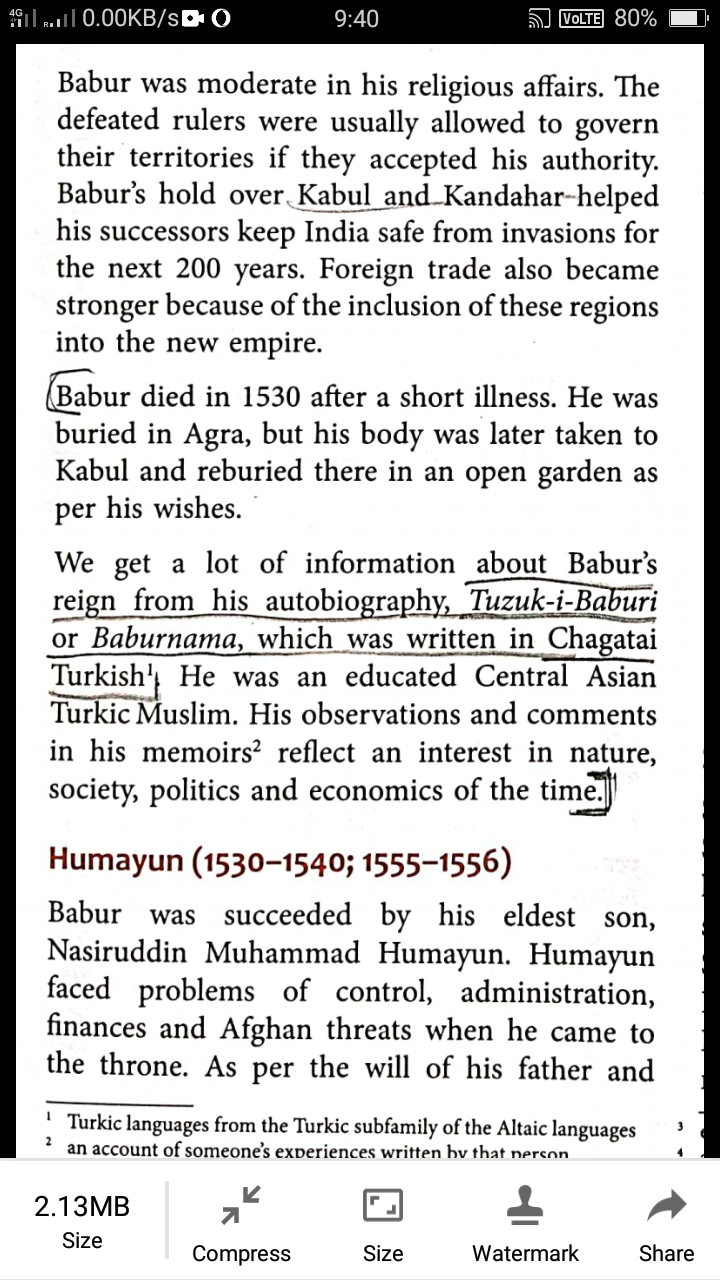 4G R 0.00KB/s 9:40 VoLTE 80%
Babur was moderate in his religious affairs. The
defeated rulers were usually allowed to govern
their territories if they accepted his authority.
Babur’s hold over Kabul and Kandahar helped
his successors keep India safe from invasions for
the next 200 years. Foreign trade also became
stronger because of the inclusion of these regions
into the new empire.
Babur died in 1530 after a short illness. He was
buried in Agra, but his body was later taken to
Kabul and reburied there in an open garden as
per his wishes.
We get a lot of information about Babur’s
reign from his autobiography, Tuzuk-i-Baburi
or Baburnama, which was written in Chagatai
Turkish¹. He was an educated Central Asian
Turkic Muslim. His observations and comments
in his memoirs² reflect an interest in nature,
society, politics and economics of the time.
Humayun (1530–1540; 1555–1556)
Babur was succeeded by his eldest son,
Nasiruddin Muhammad Humayun. Humayun
faced problems of control, administration,
finances and Afghan threats when he came to
the throne. As per the will of his father and
¹ Turkic languages from the Turkic subfamily of the Altaic languages
² an account of someone’s experiences written by that person
3
4
2.13MB
Size
Compress
Size
Watermark
Share